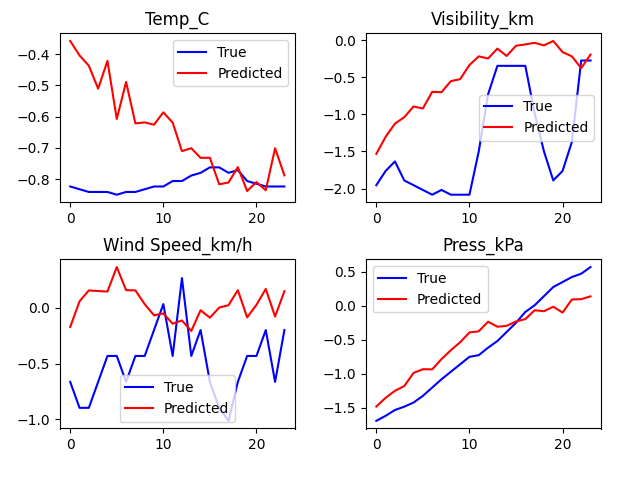 Temp_C
−0.4
−0.5
−0.6
−0.7
−0.8
0
10
20
True
Predicted
Visibility_km
0.0
−0.5
−1.0
−1.5
−2.0
0
10
20
True
Predicted
Wind Speed_km/h
0.0
−0.5
−1.0
0
10
20
True
Predicted
Press_kPa
0.5
0.0
−0.5
−1.0
−1.5
0
10
20
True
Predicted